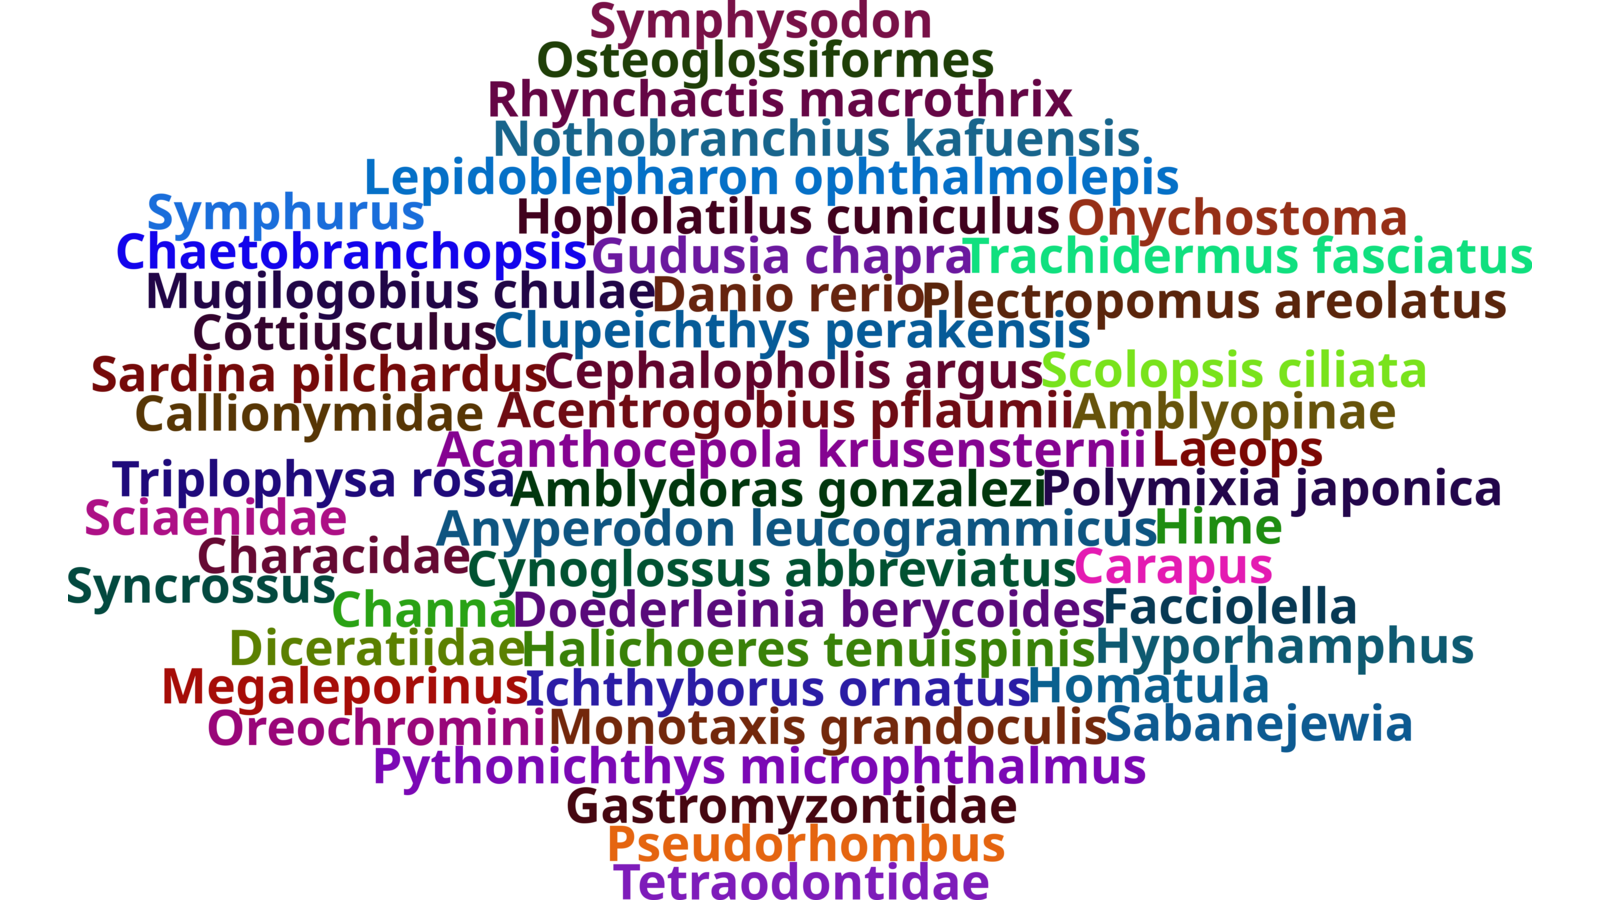 Symphysodon
Osteoglossiformes
Rhynchactis macrothrix
Nothobranchius kafuensis
Lepidoblepharon ophthalmolepis
Symphurus Hoplolatilus cuniculus Onychostoma
Chaetobranchopsis Gudusia chapra Trachidermus fasciatus
Mugilogobius chulae Danio rerio Plectropomus areolatus
Cottiusculus Clupeichthys perakensis
Sardina pilchardus Cephalopholis argus Scolopsis ciliata
Callionymidae Acentrogobius pflaumii Amblyopinae
Acanthocepola krusensternii Laeops
Triplophysa rosa Amblydoras gonzalezi Polymixia japonica
Sciaenidae Anyperodon leucogrammicus Hime
Characidae Cynoglossus abbreviatus Carapus
Syncrossus Channa Doederleinia berycoides Facciolella
Diceratiidae Halichoeres tenuispinis Hyporhamphus
Megaleporinus Ichthyborus ornatus Homatula
Oreochromini Monotaxis grandoculis Sabanejewia
Pythonichthys microphthalmus
Gastromyzontidae
Pseudorhombus
Tetraodontidae